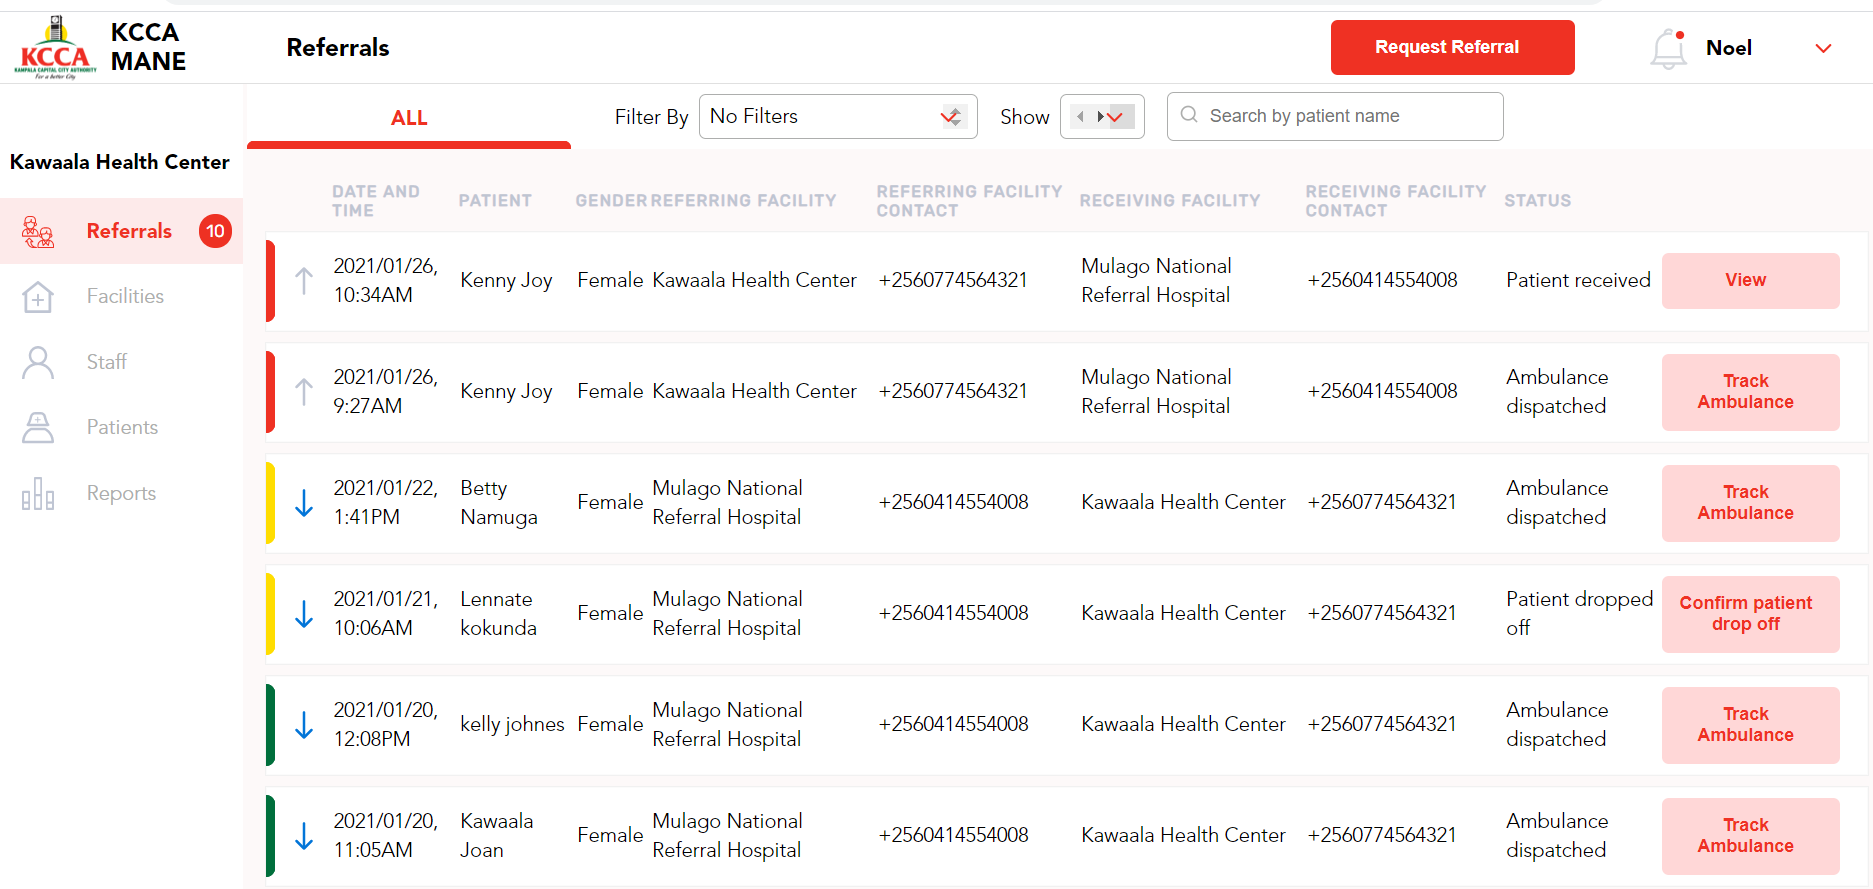 KCCA
KAMPALA CAPITAL CITY AUTHORITY
For a better City
KCCA
MANE
Referrals
Request Referral
Noel
Kawaala Health Center
Referrals 10
Facilities
Staff
Patients
Reports
ALL
Filter By No Filters Show Search by patient name
DATE AND TIME PATIENT GENDER REFERRING FACILITY REFERRING FACILITY CONTACT RECEIVING FACILITY RECEIVING FACILITY CONTACT STATUS
2021/01/26, 10:34AM Kenny Joy Female Kawaala Health Center +2560774564321 Mulago National Referral Hospital +2560414554008 Patient received View
2021/01/26, 9:27AM Kenny Joy Female Kawaala Health Center +2560774564321 Mulago National Referral Hospital +2560414554008 Ambulance dispatched Track Ambulance
2021/01/22, 1:41PM Betty Namuga Female Mulago National Referral Hospital +2560414554008 Kawaala Health Center +2560774564321 Ambulance dispatched Track Ambulance
2021/01/21, 10:06AM Lennate kokunda Female Mulago National Referral Hospital +2560414554008 Kawaala Health Center +2560774564321 Patient dropped off Confirm patient drop off
2021/01/20, 12:08PM kelly johnes Female Mulago National Referral Hospital +2560414554008 Kawaala Health Center +2560774564321 Ambulance dispatched Track Ambulance
2021/01/20, 11:05AM Kawaala Joan Female Mulago National Referral Hospital +2560414554008 Kawaala Health Center +2560774564321 Ambulance dispatched Track Ambulance